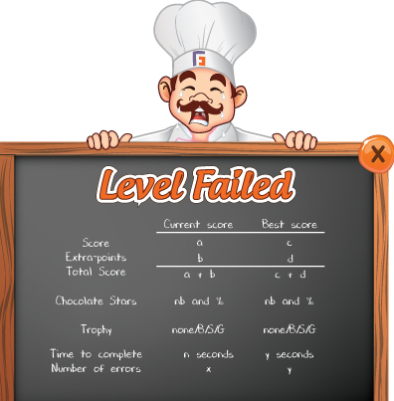 Level Failed
Current score Best score
Score a c
Extra-points b d
Total Score a + b c + d
Chocolate Stars nb and % nb and %
Trophy none/B/S/G none/B/S/G
Time to complete n seconds y seconds
Number of errors x y